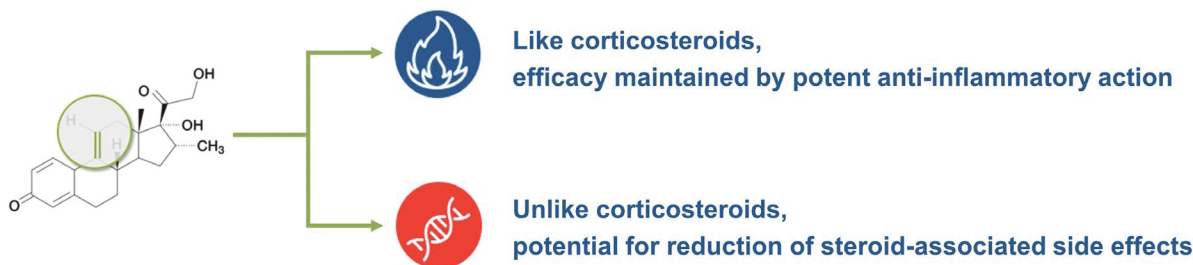 OH
O
H
OH
H
CH₃
O
Like corticosteroids,
efficacy maintained by potent anti-inflammatory action
Unlike corticosteroids,
potential for reduction of steroid-associated side effects